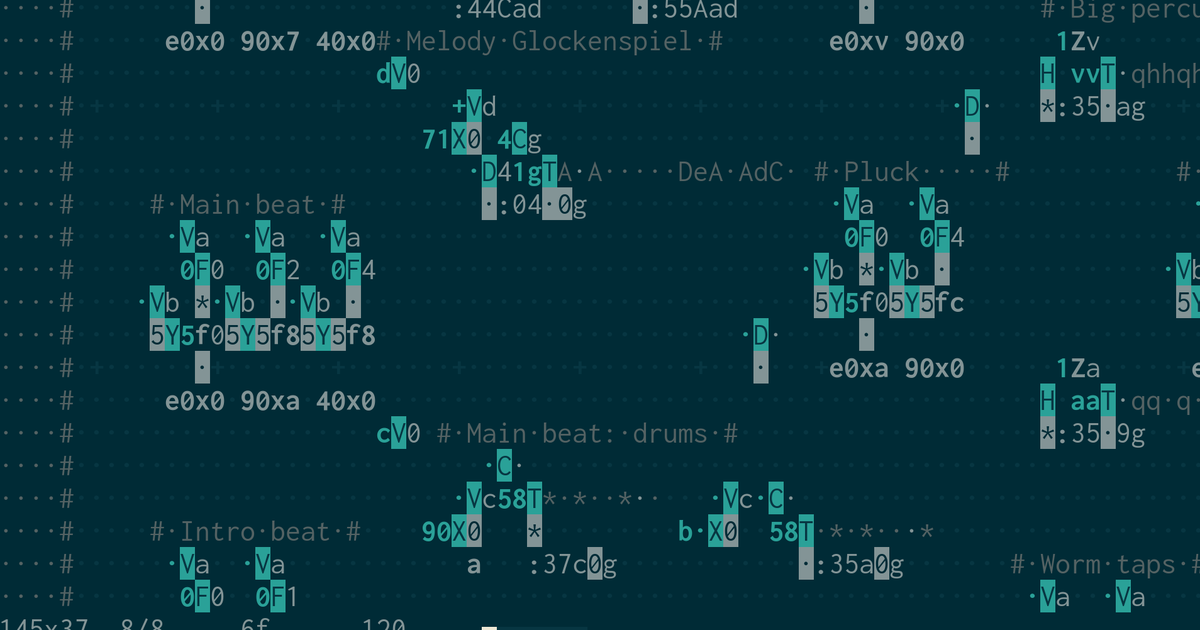 · :44Cad ·:55Aad · #·Big·percu
····# e0x0 90x7 40x0#·Melody·Glockenspiel·# e0xv 90x0 1Zv
····# dV0 H vvT·qhhqh
····# +Vd ·D· *:35·ag
····# 71X0 4Cg ·
····# ·D41gTA·A·····DeA·AdC· #·Pluck·····# #·
····# #·Main·beat·# ·:04·0g ·Va ·Va
····# ·Va ·Va ·Va 0F0 0F4
····# 0F0 0F2 0F4 ·Vb *·Vb · ·Vb
····# ·Vb *·Vb ·· Vb · 5Y5f05Y5fc 5Y
····# 5Y5f05Y5f85Y5f8 ·D· ·
····# · · e0xa 90x0 1Za e
····# e0x0 90xa 40x0 H aaT·qq·q
····# cV0 #·Main·beat:·drums·# *:35·9g
····# ·C·
····# ·Vc58T*·*··*·· ·Vc·C·
····# #·Intro·beat·# 90X0 * b·X0 58T·*·*···*
····# ·Va ·Va a :37c0g ·:35a0g #·Worm·taps·#
····# 0F0 0F1 ·Va ·Va
145x37 8/8 6f 120